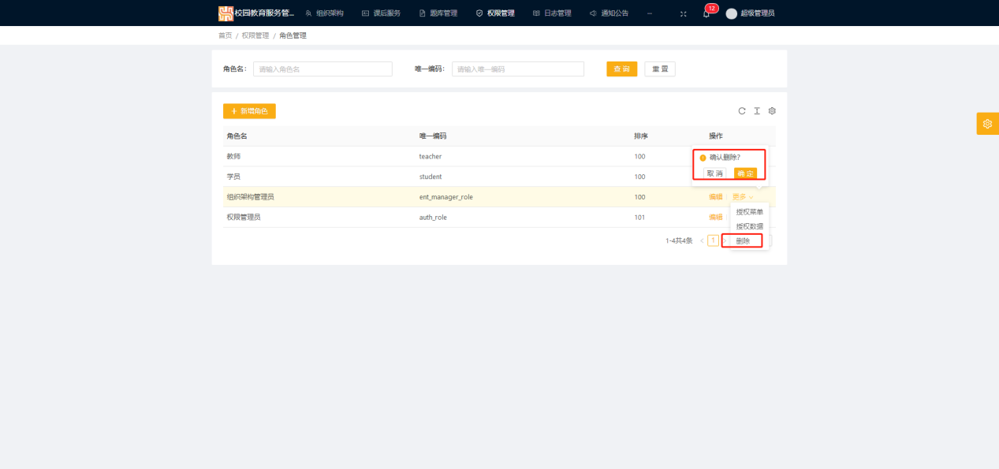 校园教育服务管... 组织架构 课后服务 题库管理 权限管理 日志管理 通知公告 12 超级管理员
首页 / 权限管理 / 角色管理
角色名: 请输入角色名 唯一编码: 请输入唯一编码 查 询 重 置
+ 新增角色
角色名 唯一编码 排序 操作
教师 teacher 100
确认删除?
学员 student 100
取 消 确 定
组织架构管理员 ent_manager_role 100 编辑 更多
权限管理员 auth_role 101 编辑
授权菜单
授权数据
删除
1-4共4条 < 1 >